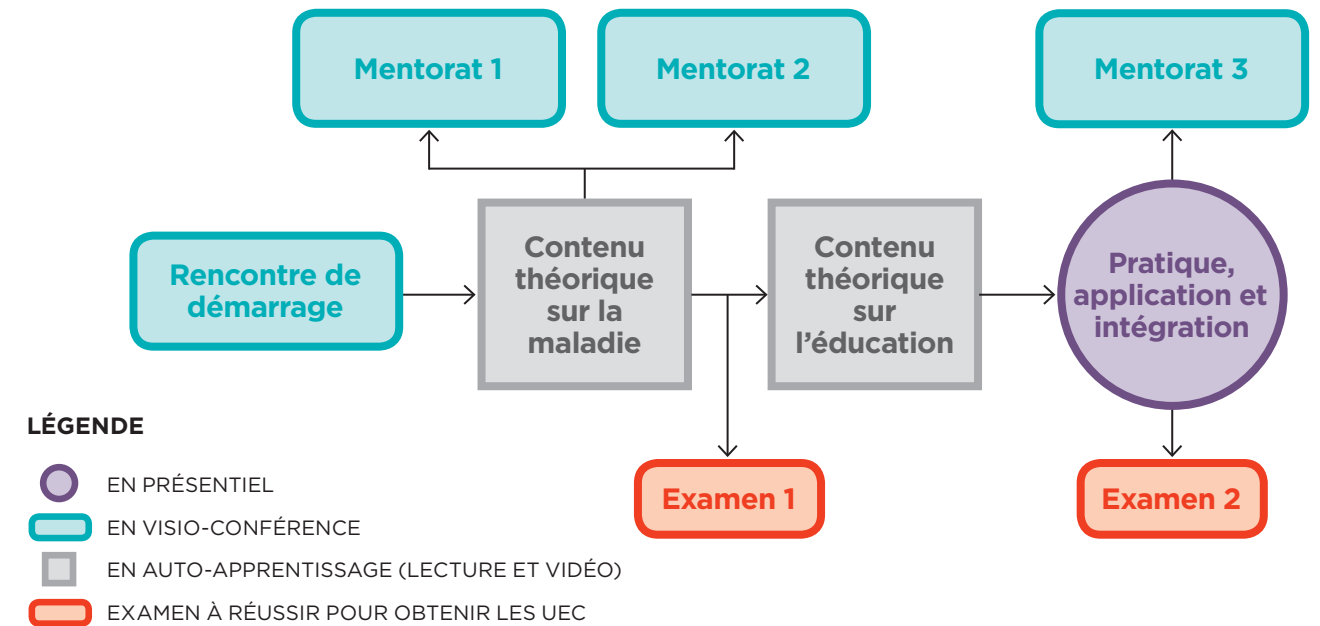 Mentorat 1
Mentorat 2
Mentorat 3
Rencontre de
démarrage
Contenu
théorique
sur la
maladie
Contenu
théorique
sur
l'éducation
Pratique,
application et
intégration
Examen 1
Examen 2
LÉGENDE
EN PRÉSENTIEL
EN VISIO-CONFÉRENCE
EN AUTO-APPRENTISSAGE (LECTURE ET VIDÉO)
EXAMEN À RÉUSSIR POUR OBTENIR LES UEC